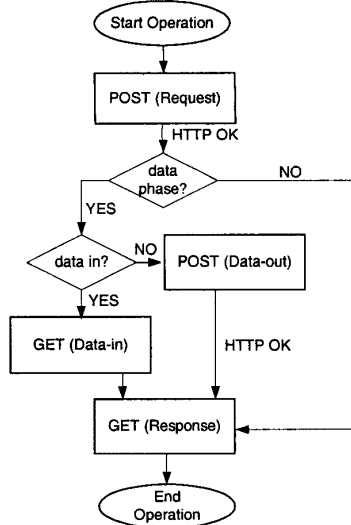 Start Operation
POST (Request)
HTTP OK
data
phase?
NO
YES
data in?
NO
POST (Data-out)
YES
GET (Data-in)
HTTP OK
GET (Response)
End
Operation